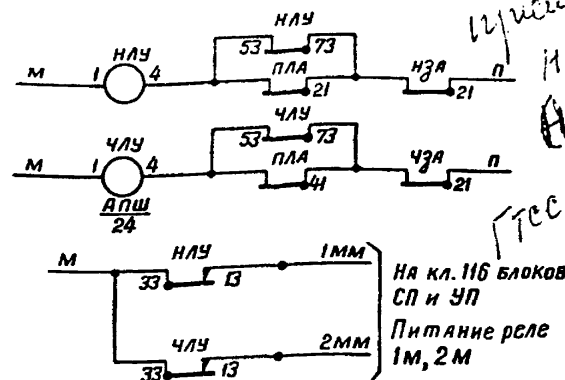 НЛУ
53 73
НЛУ ПЛА НЗА
М 1 4 21 21 П
ЧЛУ
53 73
ЧЛУ ПЛА ЧЗА
М 1 4 41 21 П
АПШ
24
ГТСС
М НЛУ 1ММ
33 13
На кл. 116 блоков
СП и УП
ЧЛУ 2ММ
Питание реле
1М, 2М
33 13